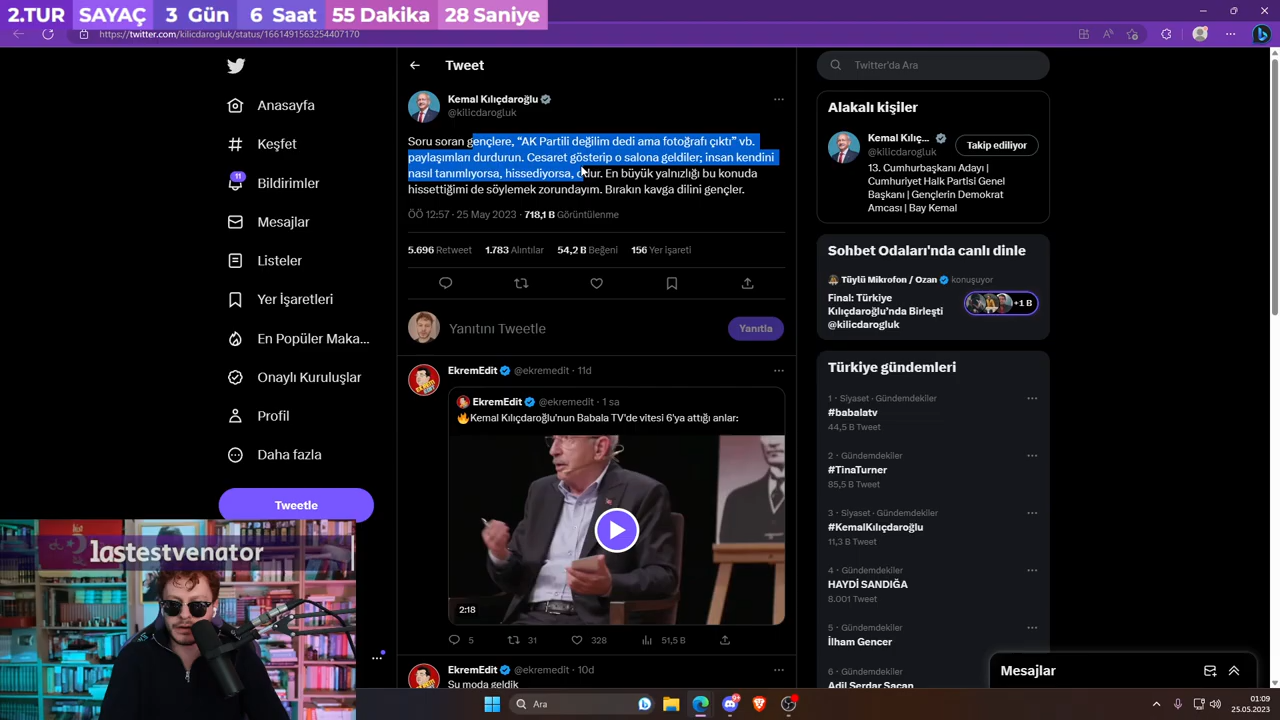 2.TUR SAYAÇ 3 Gün 6 Saat 55 Dakika 28 Saniye
https://twitter.com/kilicdarogluk/status/1661491563254407170
Anasayfa
Keşfet
11
Bildirimler
Mesajlar
Listeler
Yer İşaretleri
En Popüler Maka...
Onaylı Kuruluşlar
Profil
Daha fazla
Tweetle
lastestvenator
Tweet
Kemal Kılıçdaroğlu
@kilicdarogluk
Soru soran gençlere, “AK Partili değilim dedi ama fotoğrafı çıktı” vb.
paylaşımları durdurun. Cesaret gösterip o salona geldiler; insan kendini
nasıl tanımlıyorsa, hissediyorsa, odur. En büyük yalnızlığı bu konuda
hissettiğimi de söylemek zorundayım. Bırakın kavga dilini gençler.
ÖÖ 12:57 · 25 May 2023 · 718,1 B Görüntülenme
5.696 Retweet 1.783 Alıntılar 54,2 B Beğeni 156 Yer işareti
Yanıtını Tweetle
Yanıtla
EkremEdit @ekremedit · 11d
EkremEdit @ekremedit · 1 sa
Kemal Kılıçdaroğlu'nun Babala TV'de vitesi 6'ya attığı anlar:
2:18
5 31 328 51,5 B
EkremEdit @ekremedit · 10d
Şu moda geldik
Twitter'da Ara
Alakalı kişiler
Kemal Kılıç...
@kilicdarogluk
Takip ediliyor
13. Cumhurbaşkanı Adayı |
Cumhuriyet Halk Partisi Genel
Başkanı | Gençlerin Demokrat
Amcası | Bay Kemal
Sohbet Odaları'nda canlı dinle
Tüylü Mikrofon / Ozan konuşuyor
Final: Türkiye
Kılıçdaroğlu'nda Birleşti
@kilicdarogluk
+1 B
Türkiye gündemleri
1 · Siyaset · Gündemdekiler
#babalatv
44,5 B Tweet
2 · Gündemdekiler
#TinaTurner
85,5 B Tweet
3 · Siyaset · Gündemdekiler
#KemalKılıçdaroğlu
11,3 B Tweet
4 · Gündemdekiler
HAYDİ SANDIĞA
8.001 Tweet
5 · Gündemdekiler
İlham Gencer
6 · Gündemdekiler
Adil Serdar Saçan
Mesajlar
Ara
01:09
25.05.2023